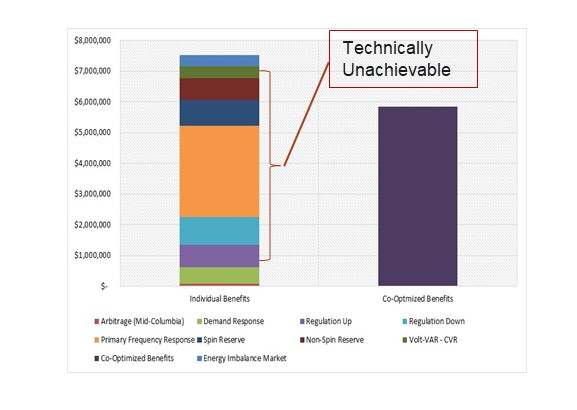 Technically
Unachievable
$8,000,000
$7,000,000
$6,000,000
$5,000,000
$4,000,000
$3,000,000
$2,000,000
$1,000,000
$-
Individual Benefits Co-Optmized Benefits
Arbitrage (Mid-Columbia) Demand Response Regulation Up Regulation Down
Primary Frequency Response Spin Reserve Non-Spin Reserve Volt-VAR - CVR
Co-Optimized Benefits Energy Imbalance Market